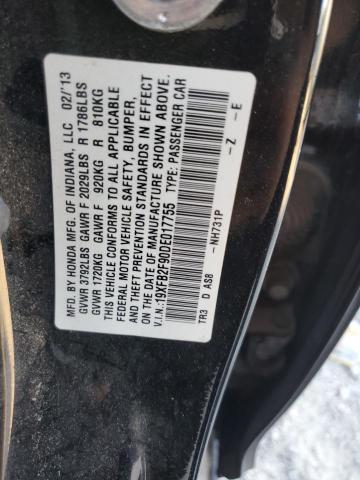 MFD. BY HONDA MFG. OF INDIANA, LLC 02/'13
GVWR 3792LBS GAWR F 2029LBS R 1786LBS
GVWR 1720KG GAWR F 920KG R 810KG
THIS VEHICLE CONFORMS TO ALL APPLICABLE
FEDERAL MOTOR VEHICLE SAFETY, BUMPER,
AND THEFT PREVENTION STANDARDS IN EFFECT
ON THE DATE OF MANUFACTURE SHOWN ABOVE.
V.I.N.:19XFB2F90DE017755 TYPE: PASSENGER CAR
-NH731P -Z -E
TR3 D AS8